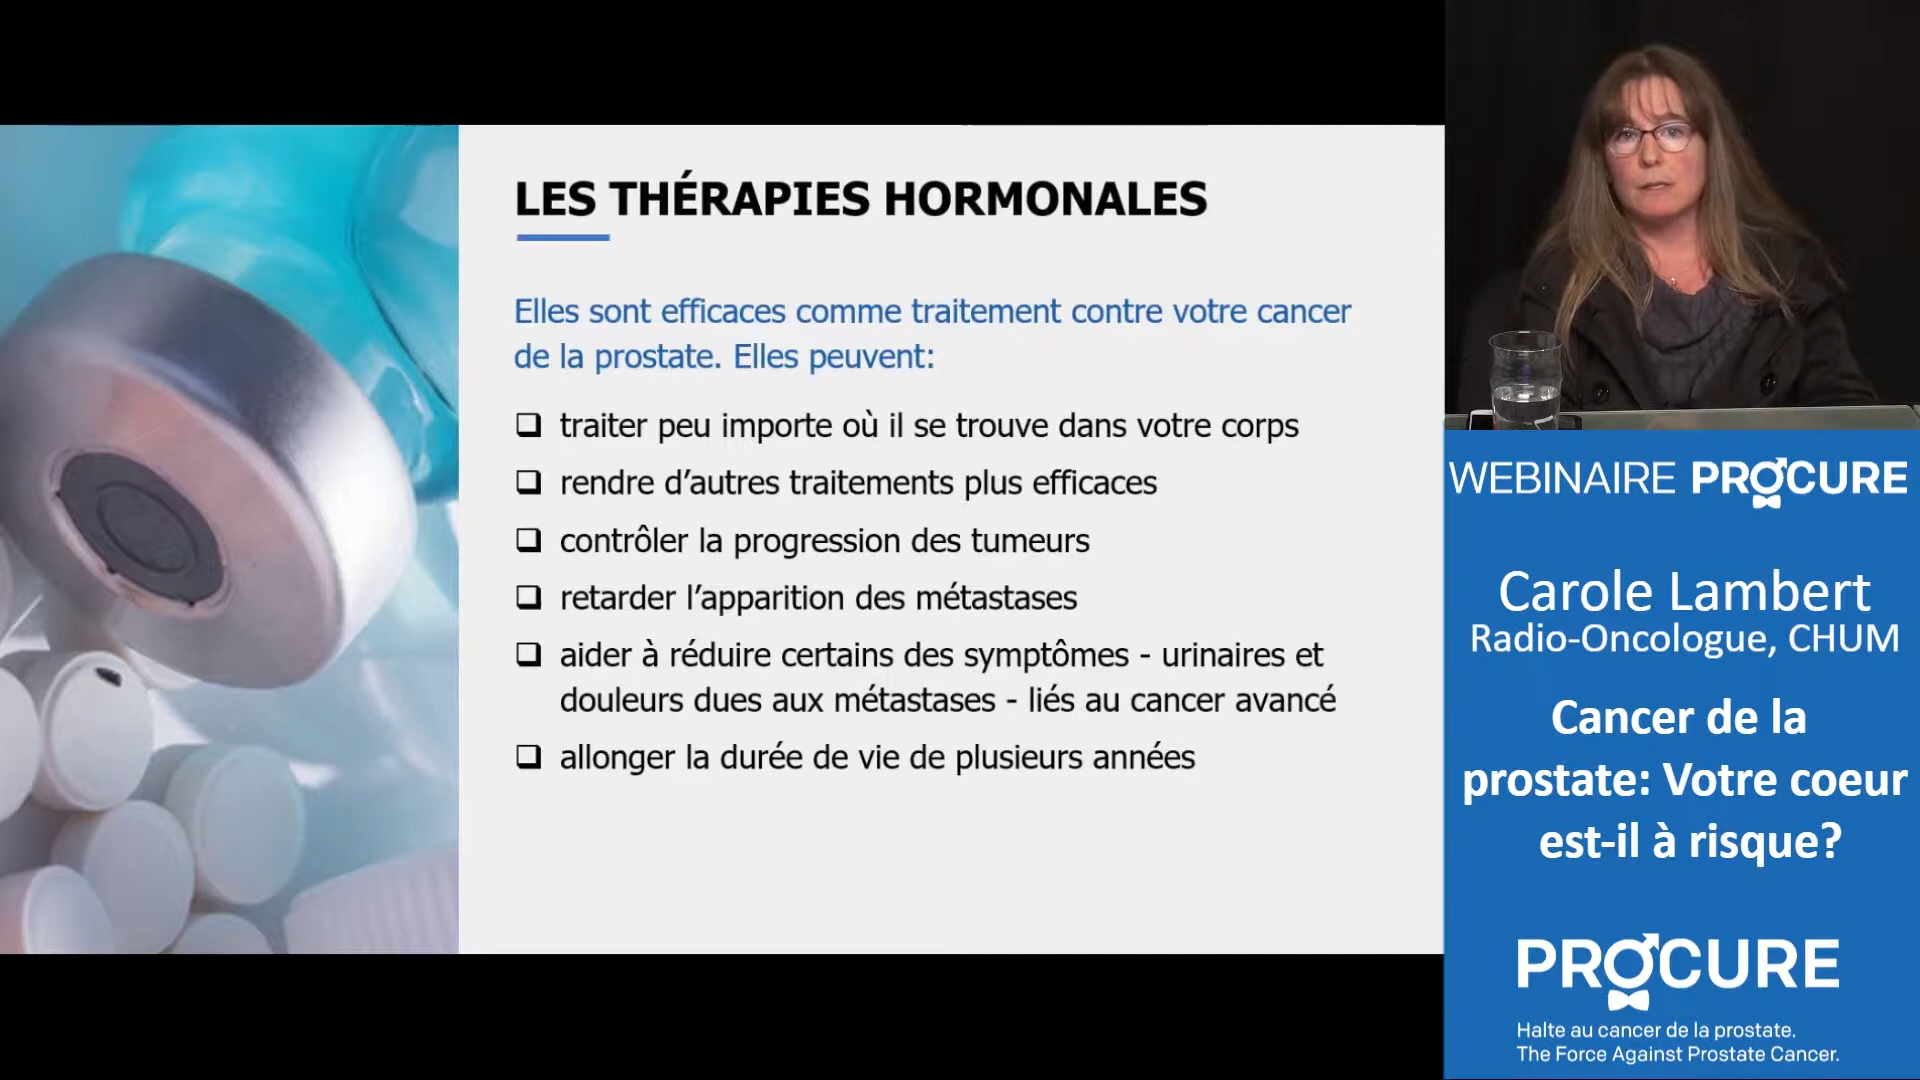 LES THÉRAPIES HORMONALES
Elles sont efficaces comme traitement contre votre cancer
de la prostate. Elles peuvent:
❑ traiter peu importe où il se trouve dans votre corps
❑ rendre d’autres traitements plus efficaces
❑ contrôler la progression des tumeurs
❑ retarder l’apparition des métastases
❑ aider à réduire certains des symptômes - urinaires et
douleurs dues aux métastases - liés au cancer avancé
❑ allonger la durée de vie de plusieurs années
WEBINAIRE PROCURE
Carole Lambert
Radio-Oncologue, CHUM
Cancer de la
prostate: Votre coeur
est-il à risque?
PROCURE
Halte au cancer de la prostate.
The Force Against Prostate Cancer.